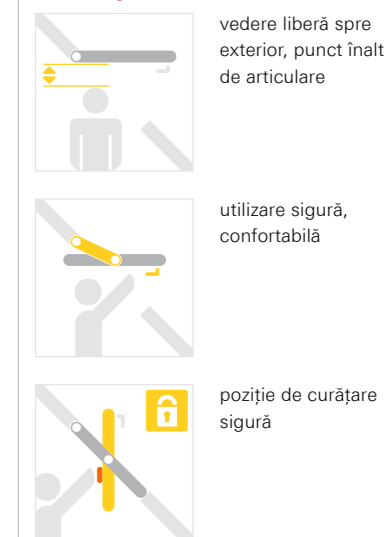 vedere liberă spre
exterior, punct înalt
de articulare
utilizare sigură,
confortabilă
poziție de curățare
sigură